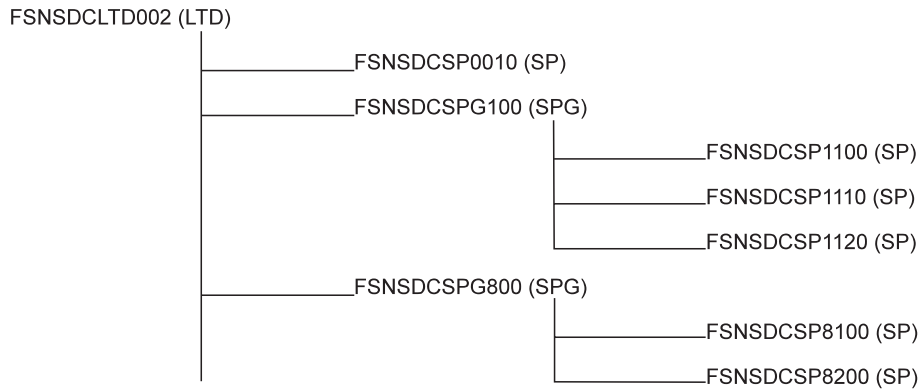 FSNSDCLTD002 (LTD)
FSNSDCSP0010 (SP)
FSNSDCSPG100 (SPG)
FSNSDCSP1100 (SP)
FSNSDCSP1110 (SP)
FSNSDCSP1120 (SP)
FSNSDCSPG800 (SPG)
FSNSDCSP8100 (SP)
FSNSDCSP8200 (SP)